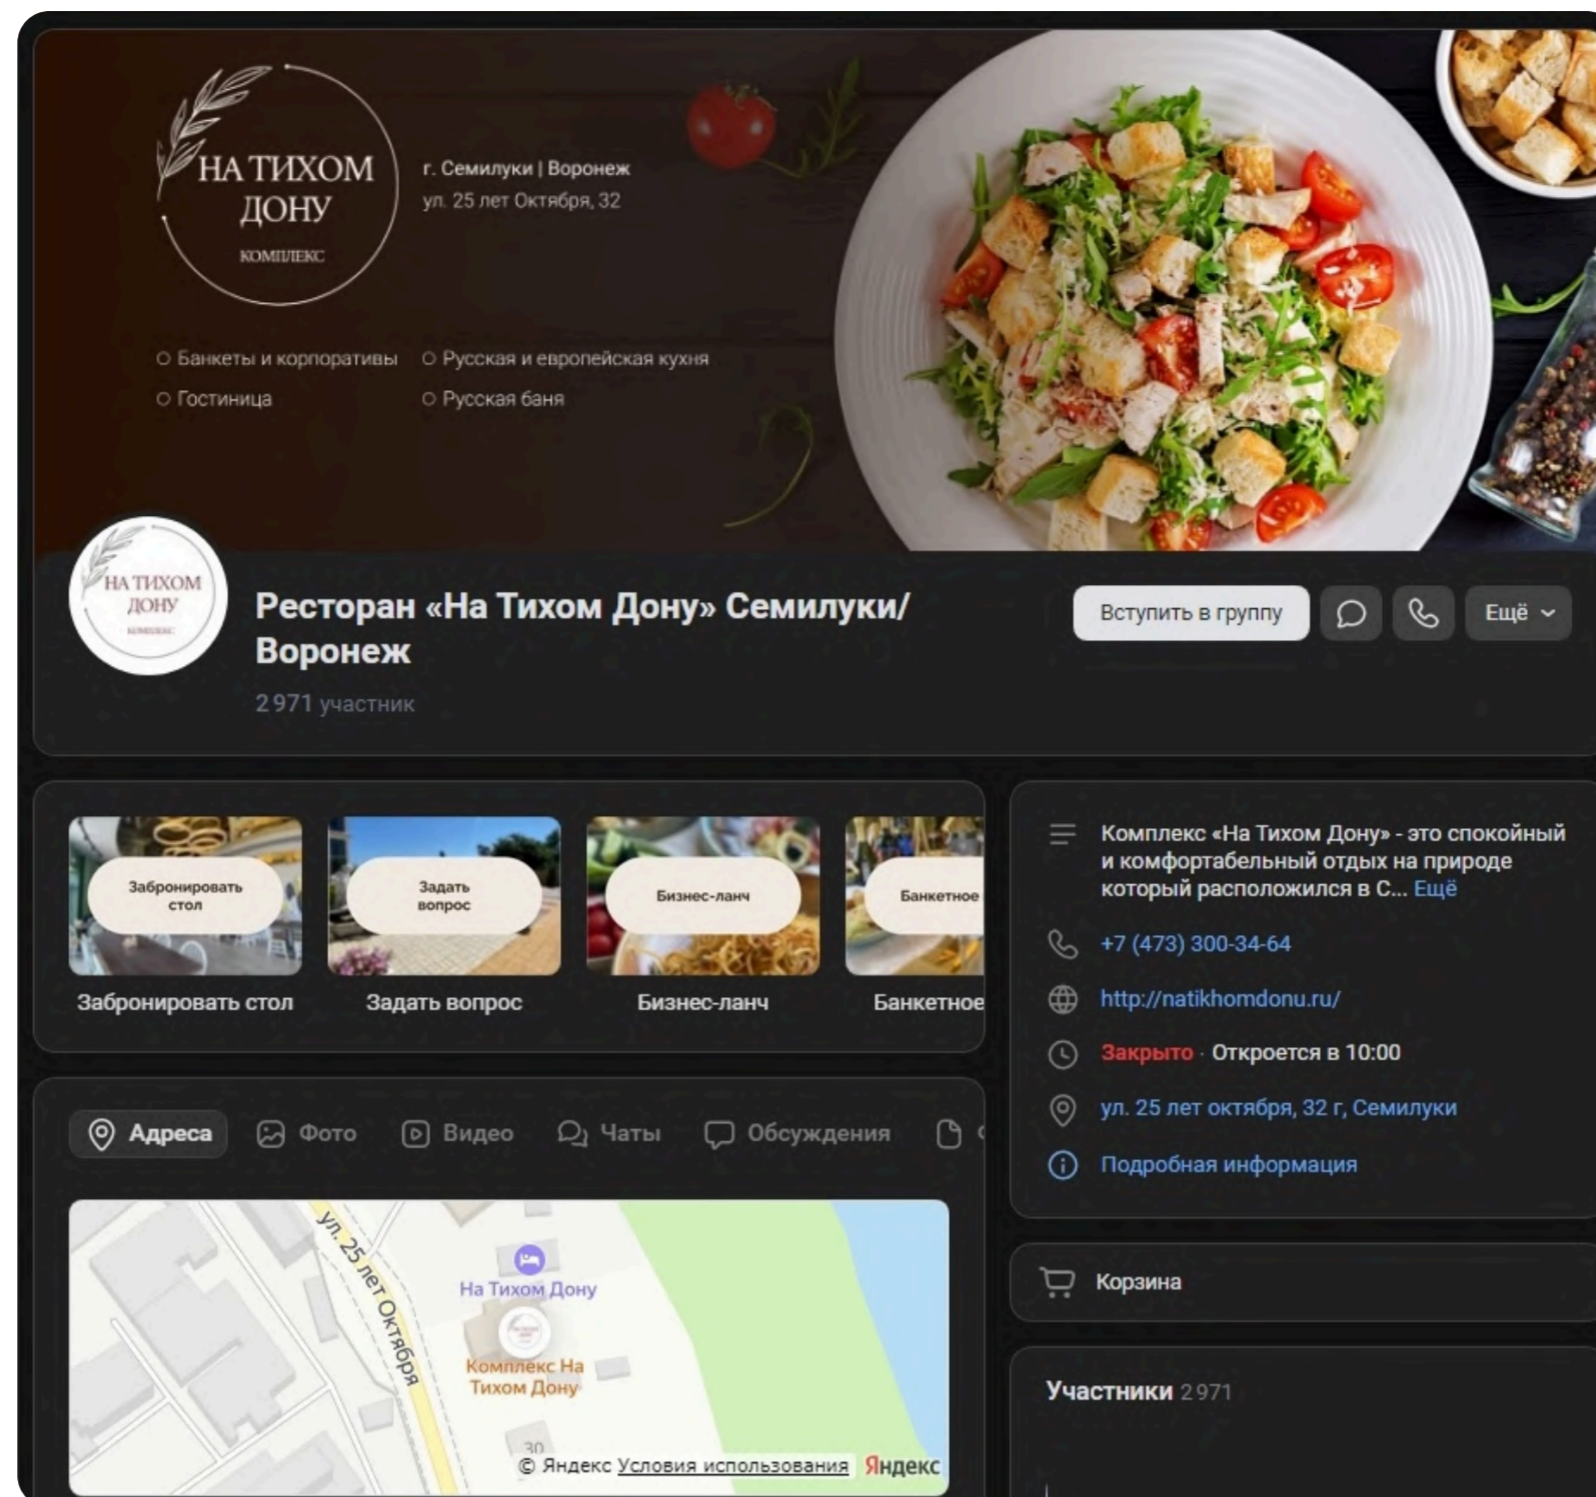 НА ТИХОМ
ДОНУ
КОМПЛЕКС
г. Семилуки | Воронеж
ул. 25 лет Октября, 32
Банкеты и корпоративы
Русская и европейская кухня
Гостиница
Русская баня
НА ТИХОМ
ДОНУ
КОМПЛЕКС
Ресторан «На Тихом Дону» Семилуки/
Воронеж
2 971 участник
Вступить в группу
Ещё
Забронировать
стол
Задать
вопрос
Бизнес-ланч
Банкетное
Забронировать стол
Задать вопрос
Бизнес-ланч
Банкетное
Комплекс «На Тихом Дону» - это спокойный
и комфортабельный отдых на природе
который расположился в С... Ещё
+7 (473) 300-34-64
http://natikhomdonu.ru/
Закрыто · Откроется в 10:00
ул. 25 лет октября, 32 г, Семилуки
Подробная информация
Корзина
Участники 2 971
Адреса
Фото
Видео
Чаты
Обсуждения
ул. 25 лет Октября
На Тихом Дону
Комплекс На
Тихом Дону
30
© Яндекс Условия использования Яндекс